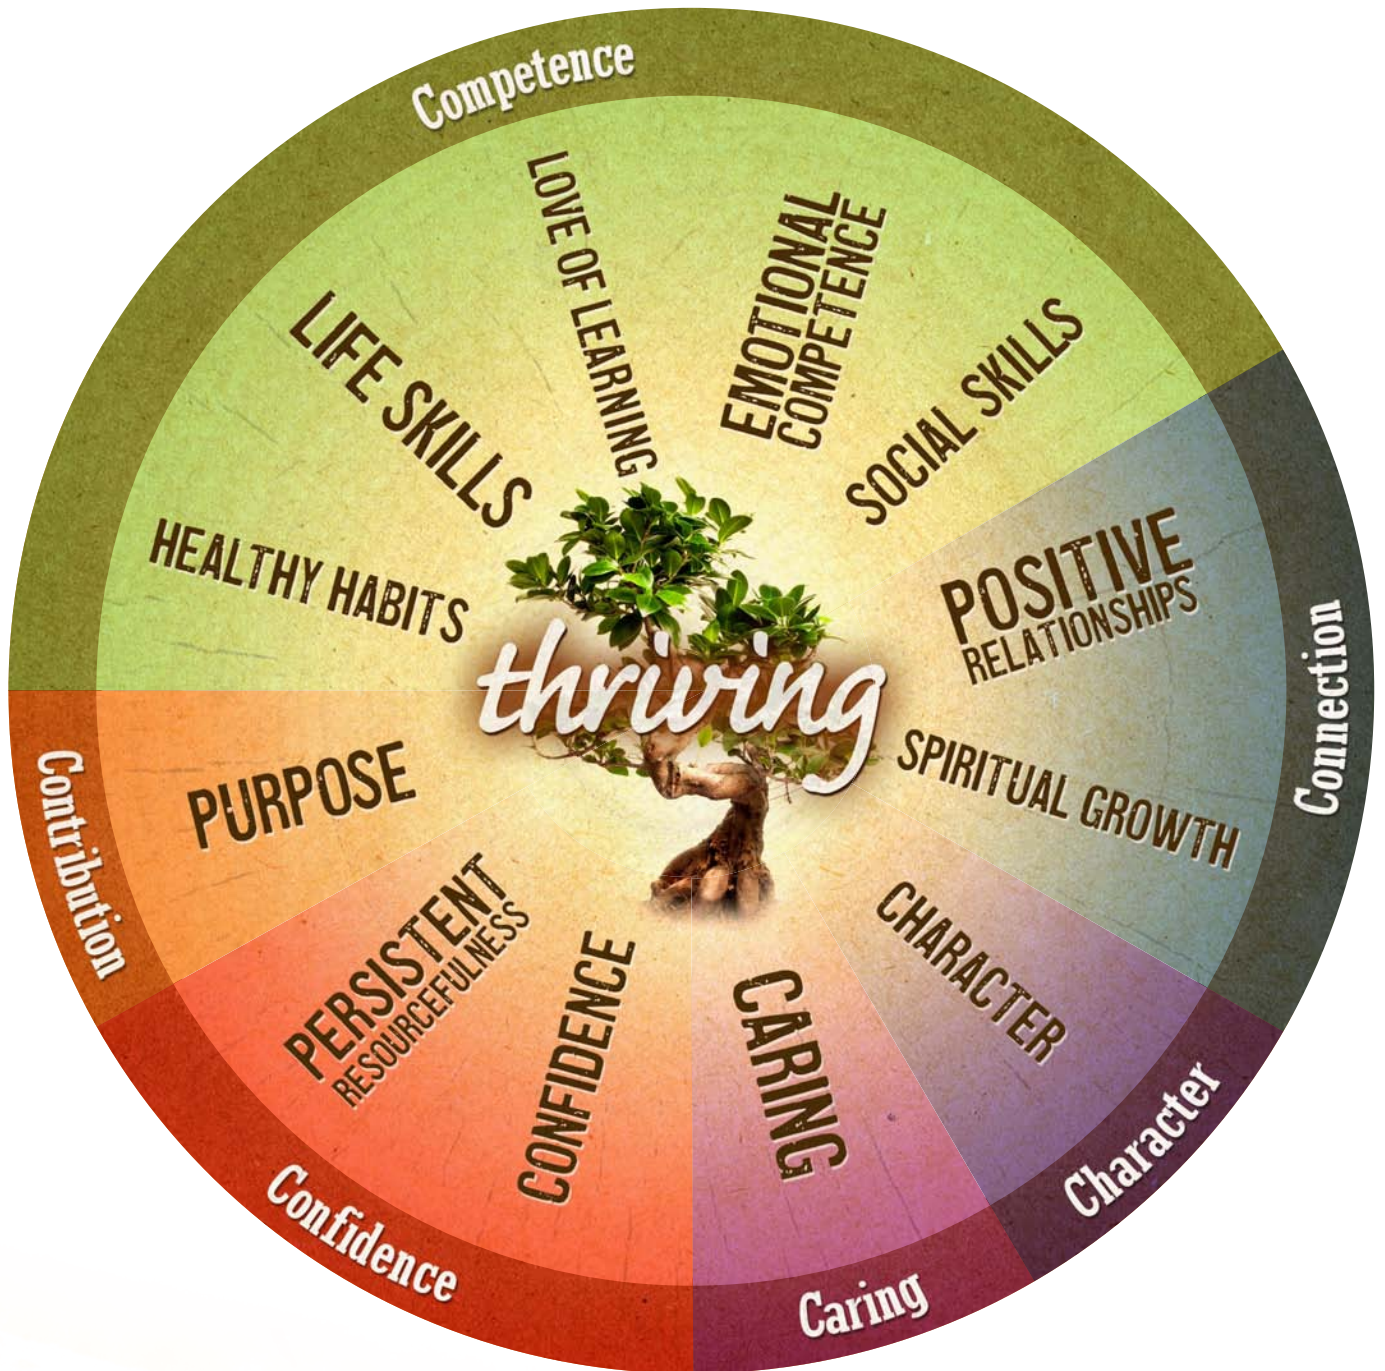 Competence
LOVE OF LEARNING
EMOTIONAL
COMPETENCE
SOCIAL SKILLS
LIFE SKILLS
HEALTHY HABITS
POSITIVE
RELATIONSHIPS
Connection
thriving
SPIRITUAL GROWTH
PURPOSE
Contribution
PERSISTENT
RESOURCEFULNESS
CONFIDENCE
Confidence
CARING
Caring
CHARACTER
Character